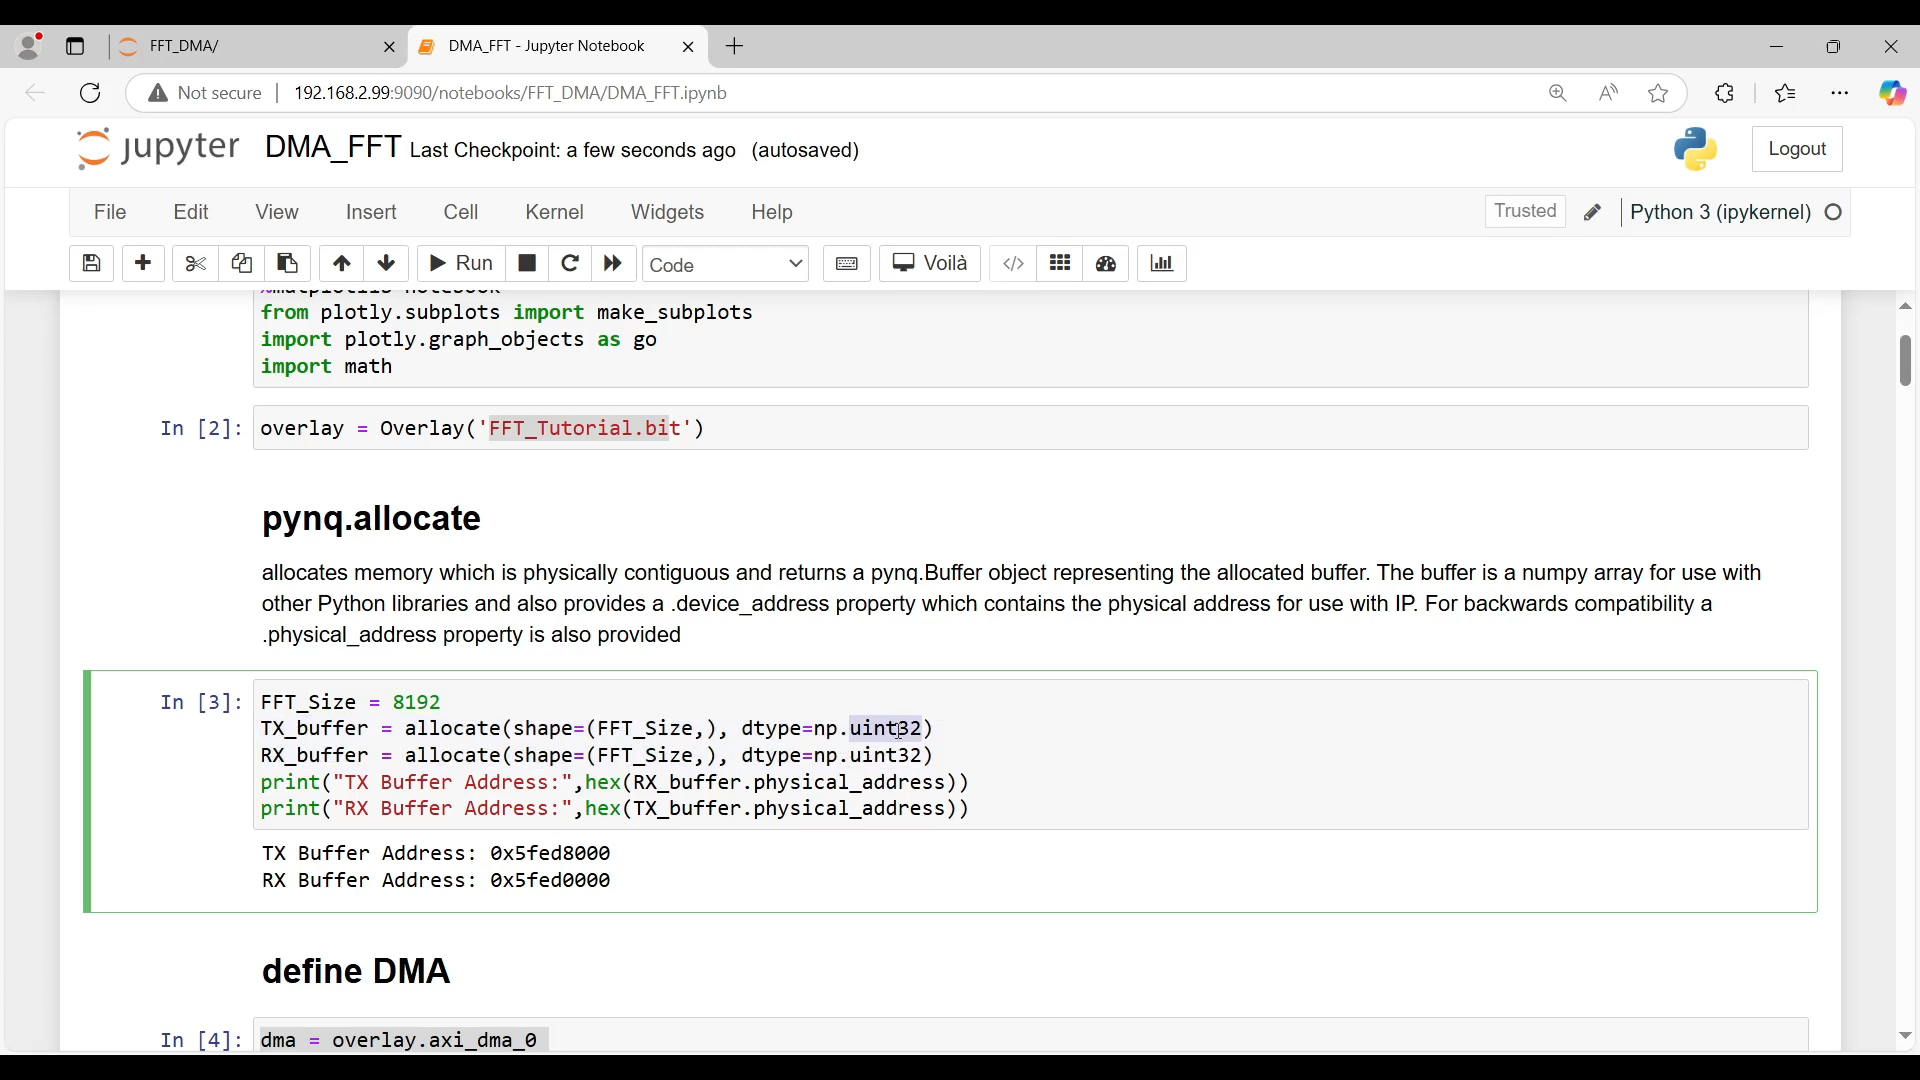 FFT_DMA/
DMA_FFT - Jupyter Notebook
Not secure
192.168.2.99:9090/notebooks/FFT_DMA/DMA_FFT.ipynb
jupyter
DMA_FFT Last Checkpoint: a few seconds ago (autosaved)
Logout
File Edit View Insert Cell Kernel Widgets Help
Trusted
Python 3 (ipykernel)
Run
Code
Voilà
from plotly.subplots import make_subplots
import plotly.graph_objects as go
import math
In [2]: overlay = Overlay('FFT_Tutorial.bit')
pynq.allocate
allocates memory which is physically contiguous and returns a pynq.Buffer object representing the allocated buffer. The buffer is a numpy array for use with
other Python libraries and also provides a .device_address property which contains the physical address for use with IP. For backwards compatibility a
.physical_address property is also provided
In [3]: FFT_Size = 8192
TX_buffer = allocate(shape=(FFT_Size,), dtype=np.uint32)
RX_buffer = allocate(shape=(FFT_Size,), dtype=np.uint32)
print("TX Buffer Address:",hex(RX_buffer.physical_address))
print("RX Buffer Address:",hex(TX_buffer.physical_address))
TX Buffer Address: 0x5fed8000
RX Buffer Address: 0x5fed0000
define DMA
In [4]: dma = overlay.axi_dma_0